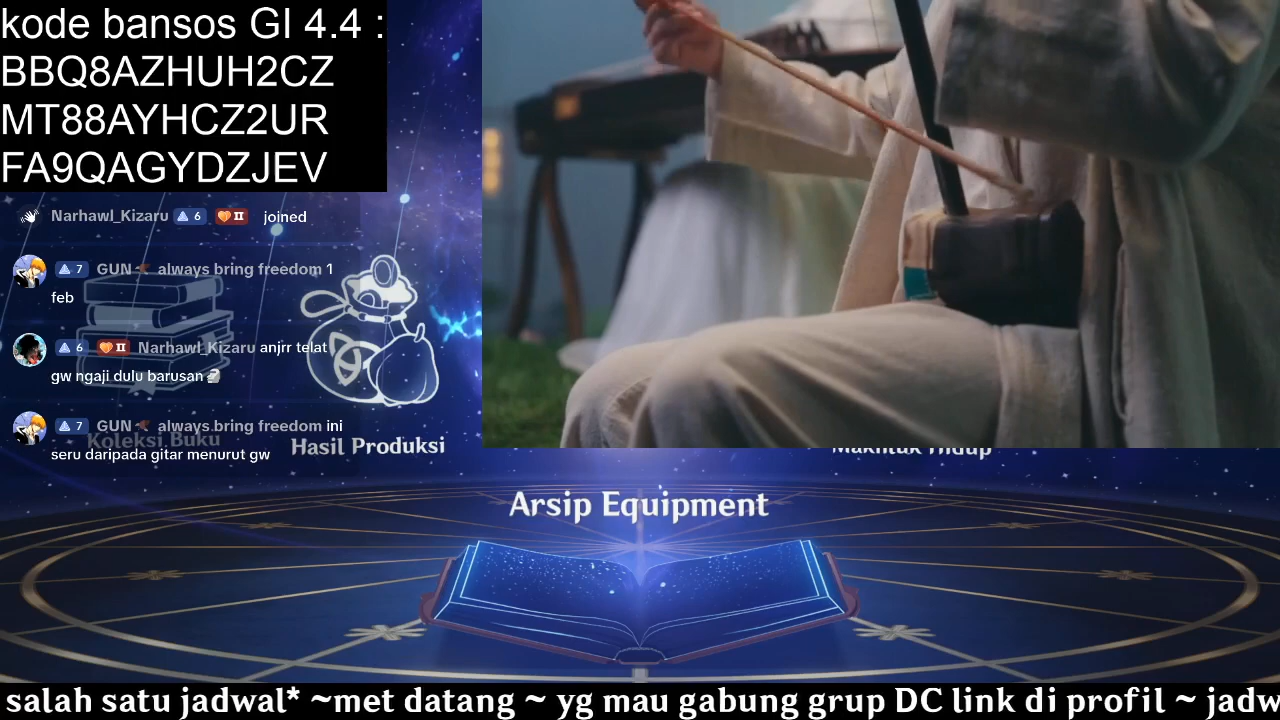 kode bansos GI 4.4 :
BBQ8AZHUH2CZ
MT88AYHCZ2UR
FA9QAGYDZJEV
Narhawl_Kizaru 6 II joined
7 GUN always bring freedom 1
feb
6 II Narhawl_Kizaru anjrr telat
gw ngaji dulu barusan
7 GUN always bring freedom ini
seru daripada gitar menurut gw
Koleksi Buku
Hasil Produksi
Makhluk Hidup
Arsip Equipment
salah satu jadwal* ~met datang ~ yg mau gabung grup DC link di profil ~ jadw